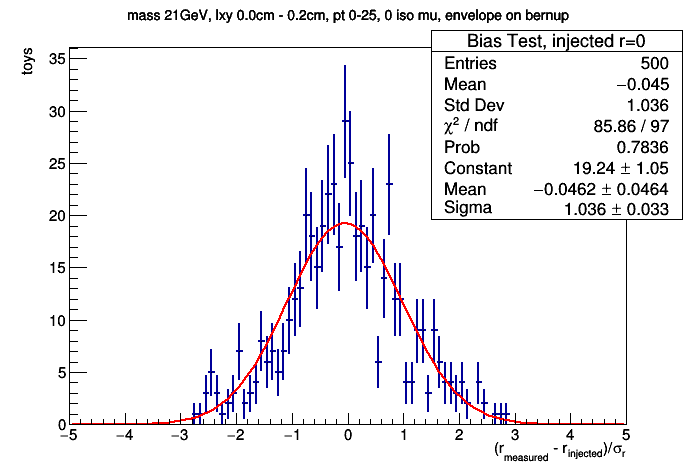 mass 21GeV, lxy 0.0cm - 0.2cm, pt 0-25, 0 iso mu, envelope on bernup
toys
Bias Test, injected r=0
Entries 500
Mean −0.045
Std Dev 1.036
χ² / ndf 85.86 / 97
Prob 0.7836
Constant 19.24 ± 1.05
Mean −0.0462 ± 0.0464
Sigma 1.036 ± 0.033
35
30
25
20
15
10
5
0
−5 −4 −3 −2 −1 0 1 2 3 4 5
(r_measured - r_injected)/σ_r